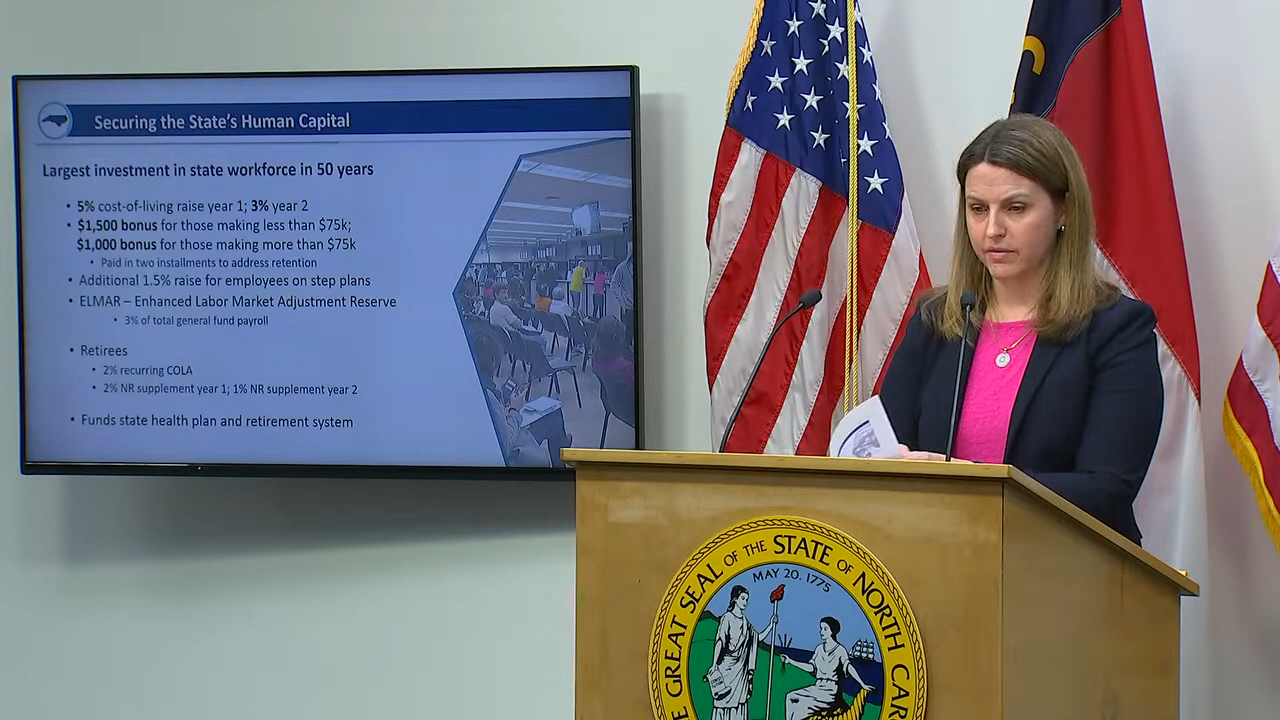 Securing the State's Human Capital
Largest investment in state workforce in 50 years
• 5% cost-of-living raise year 1; 3% year 2
• $1,500 bonus for those making less than $75k;
$1,000 bonus for those making more than $75k
• Paid in two installments to address retention
• Additional 1.5% raise for employees on step plans
• ELMAR – Enhanced Labor Market Adjustment Reserve
• 3% of total general fund payroll
• Retirees
• 2% recurring COLA
• 2% NR supplement year 1; 1% NR supplement year 2
• Funds state health plan and retirement system
GREAT SEAL OF THE STATE OF NORTH CAR
MAY 20, 1775